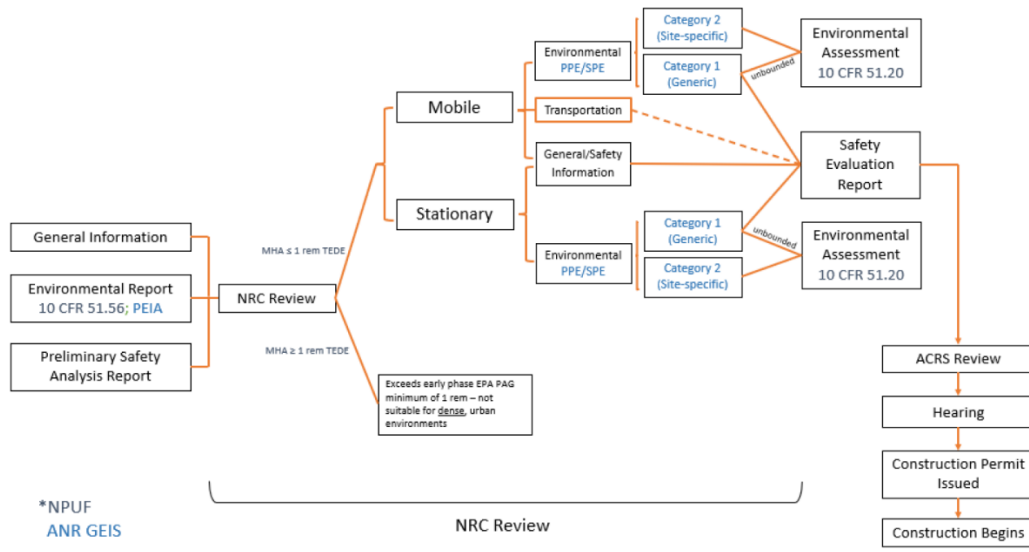 General Information
Environmental Report
10 CFR 51.56; PEIA
Preliminary Safety
Analysis Report
NRC Review
MHA ≤ 1 rem TEDE
MHA ≥ 1 rem TEDE
Mobile
Stationary
Exceeds early phase EPA PAG
minimum of 1 rem – not
suitable for dense, urban
environments
Environmental
PPE/SPE
Transportation
General/Safety
Information
Environmental
PPE/SPE
Category 2
(Site-specific)
Category 1
(Generic)
Category 1
(Generic)
Category 2
(Site-specific)
unbounded
unbounded
Environmental
Assessment
10 CFR 51.20
Safety
Evaluation
Report
Environmental
Assessment
10 CFR 51.20
ACRS Review
Hearing
Construction Permit
Issued
Construction Begins
*NPUF
ANR GEIS
NRC Review